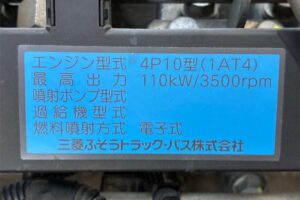 エンジン型式 4P10型(1AT4)
最高出力 110kW/3500rpm
噴射ポンプ型式
過給機型式
燃料噴射方式 電子式
三菱ふそうトラック・バス株式会社